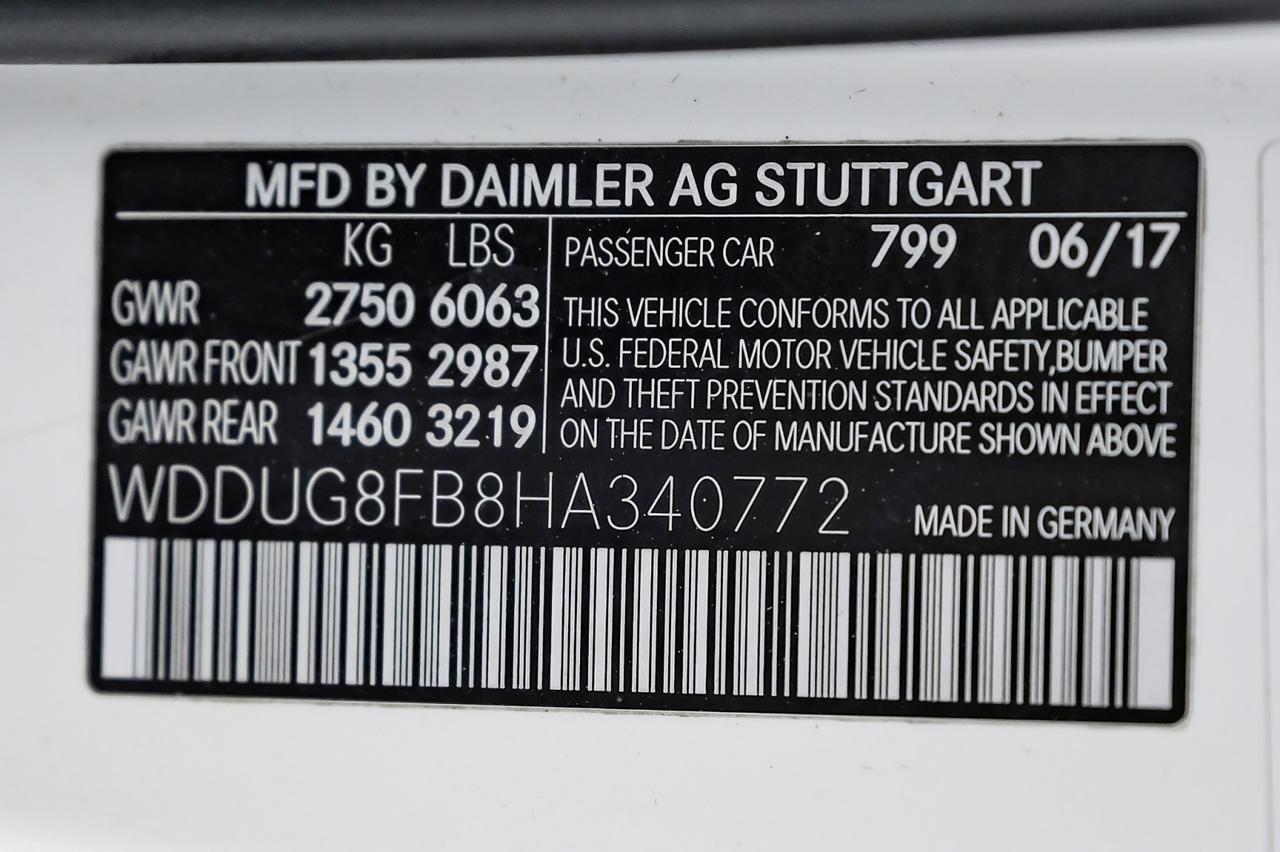 MFD BY DAIMLER AG STUTTGART
KG LBS
GVWR 2750 6063
GAWR FRONT 1355 2987
GAWR REAR 1460 3219
PASSENGER CAR 799 06/17
THIS VEHICLE CONFORMS TO ALL APPLICABLE
U.S. FEDERAL MOTOR VEHICLE SAFETY,BUMPER
AND THEFT PREVENTION STANDARDS IN EFFECT
ON THE DATE OF MANUFACTURE SHOWN ABOVE
WDDUG8FB8HA340772
MADE IN GERMANY